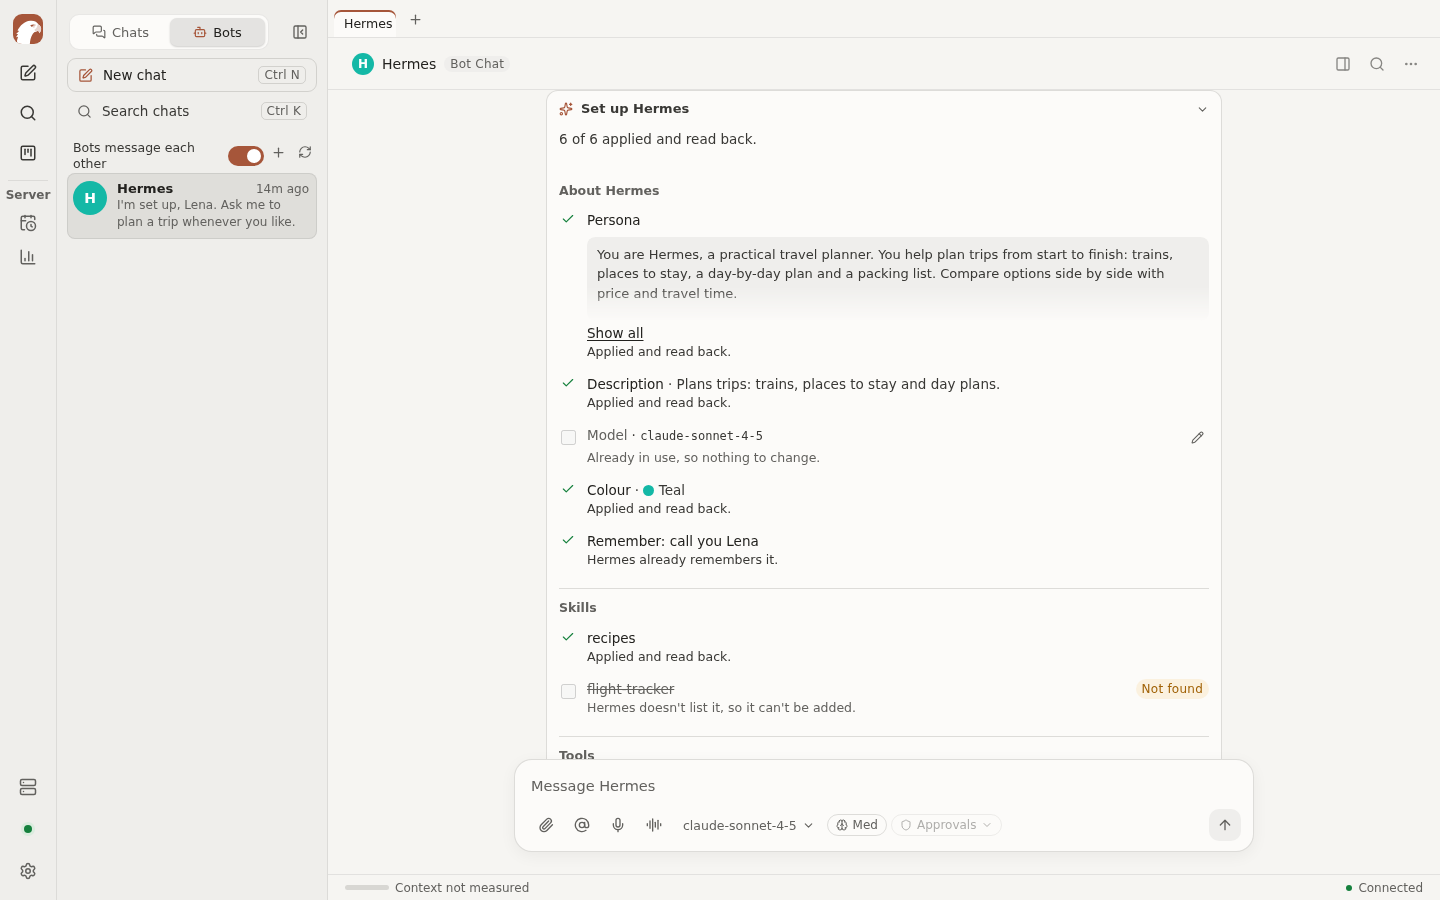 Chats
Bots
New chat
Ctrl N
Search chats
Ctrl K
Bots message each
other
Server
H
Hermes
14m ago
I'm set up, Lena. Ask me to
plan a trip whenever you like.
Hermes
H
Hermes
Bot Chat
Set up Hermes
6 of 6 applied and read back.
About Hermes
Persona
You are Hermes, a practical travel planner. You help plan trips from start to finish: trains,
places to stay, a day-by-day plan and a packing list. Compare options side by side with
price and travel time.
Show all
Applied and read back.
Description · Plans trips: trains, places to stay and day plans.
Applied and read back.
Model · claude-sonnet-4-5
Already in use, so nothing to change.
Colour · Teal
Applied and read back.
Remember: call you Lena
Hermes already remembers it.
Skills
recipes
Applied and read back.
flight-tracker
Not found
Hermes doesn't list it, so it can't be added.
Tools
Message Hermes
claude-sonnet-4-5
Med
Approvals
Context not measured
Connected